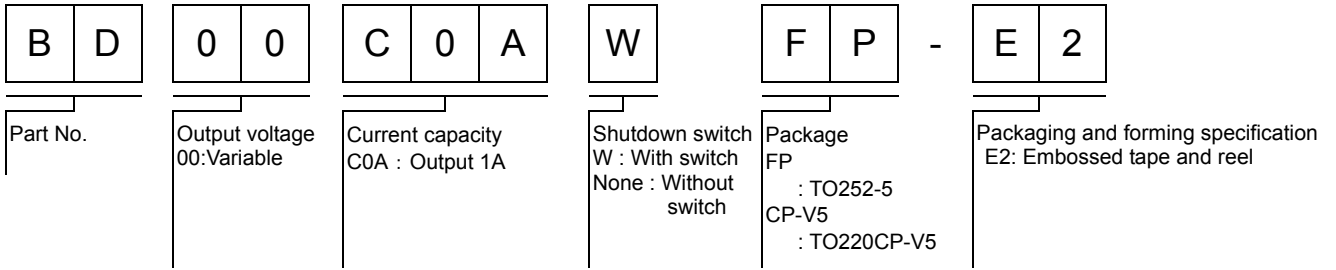 B D 0 0 C 0 A W F P - E 2
Part No.
Output voltage
00:Variable
Current capacity
C0A : Output 1A
Shutdown switch
W : With switch
None : Without
switch
Package
FP
: TO252-5
CP-V5
: TO220CP-V5
Packaging and forming specification
E2: Embossed tape and reel